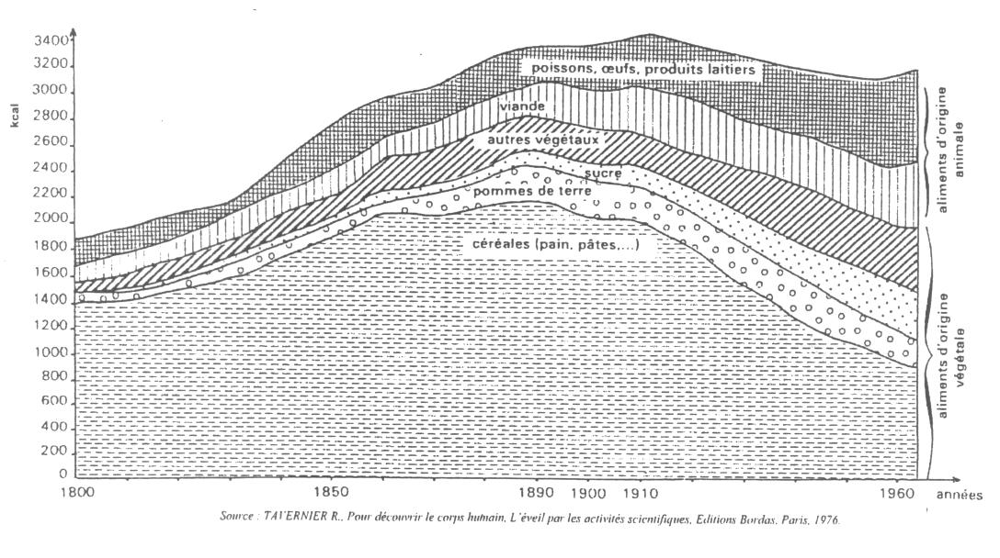 3400
3200
3000
2800
2600
2400
2200
2000
1800
1600
1400
1200
1000
800
600
400
200
0
kcal
poissons, œufs, produits laitiers
viande
autres végétaux
sucre
pommes de terre
céréales (pain, pâtes,...)
aliments d'origine
animale
aliments d'origine
végétale
1800 1850 1890 1900 1910 1960 années
Source : TAVERNIER R., Pour découvrir le corps humain, L'éveil par les activités scientifiques, Editions Bordas, Paris, 1976.